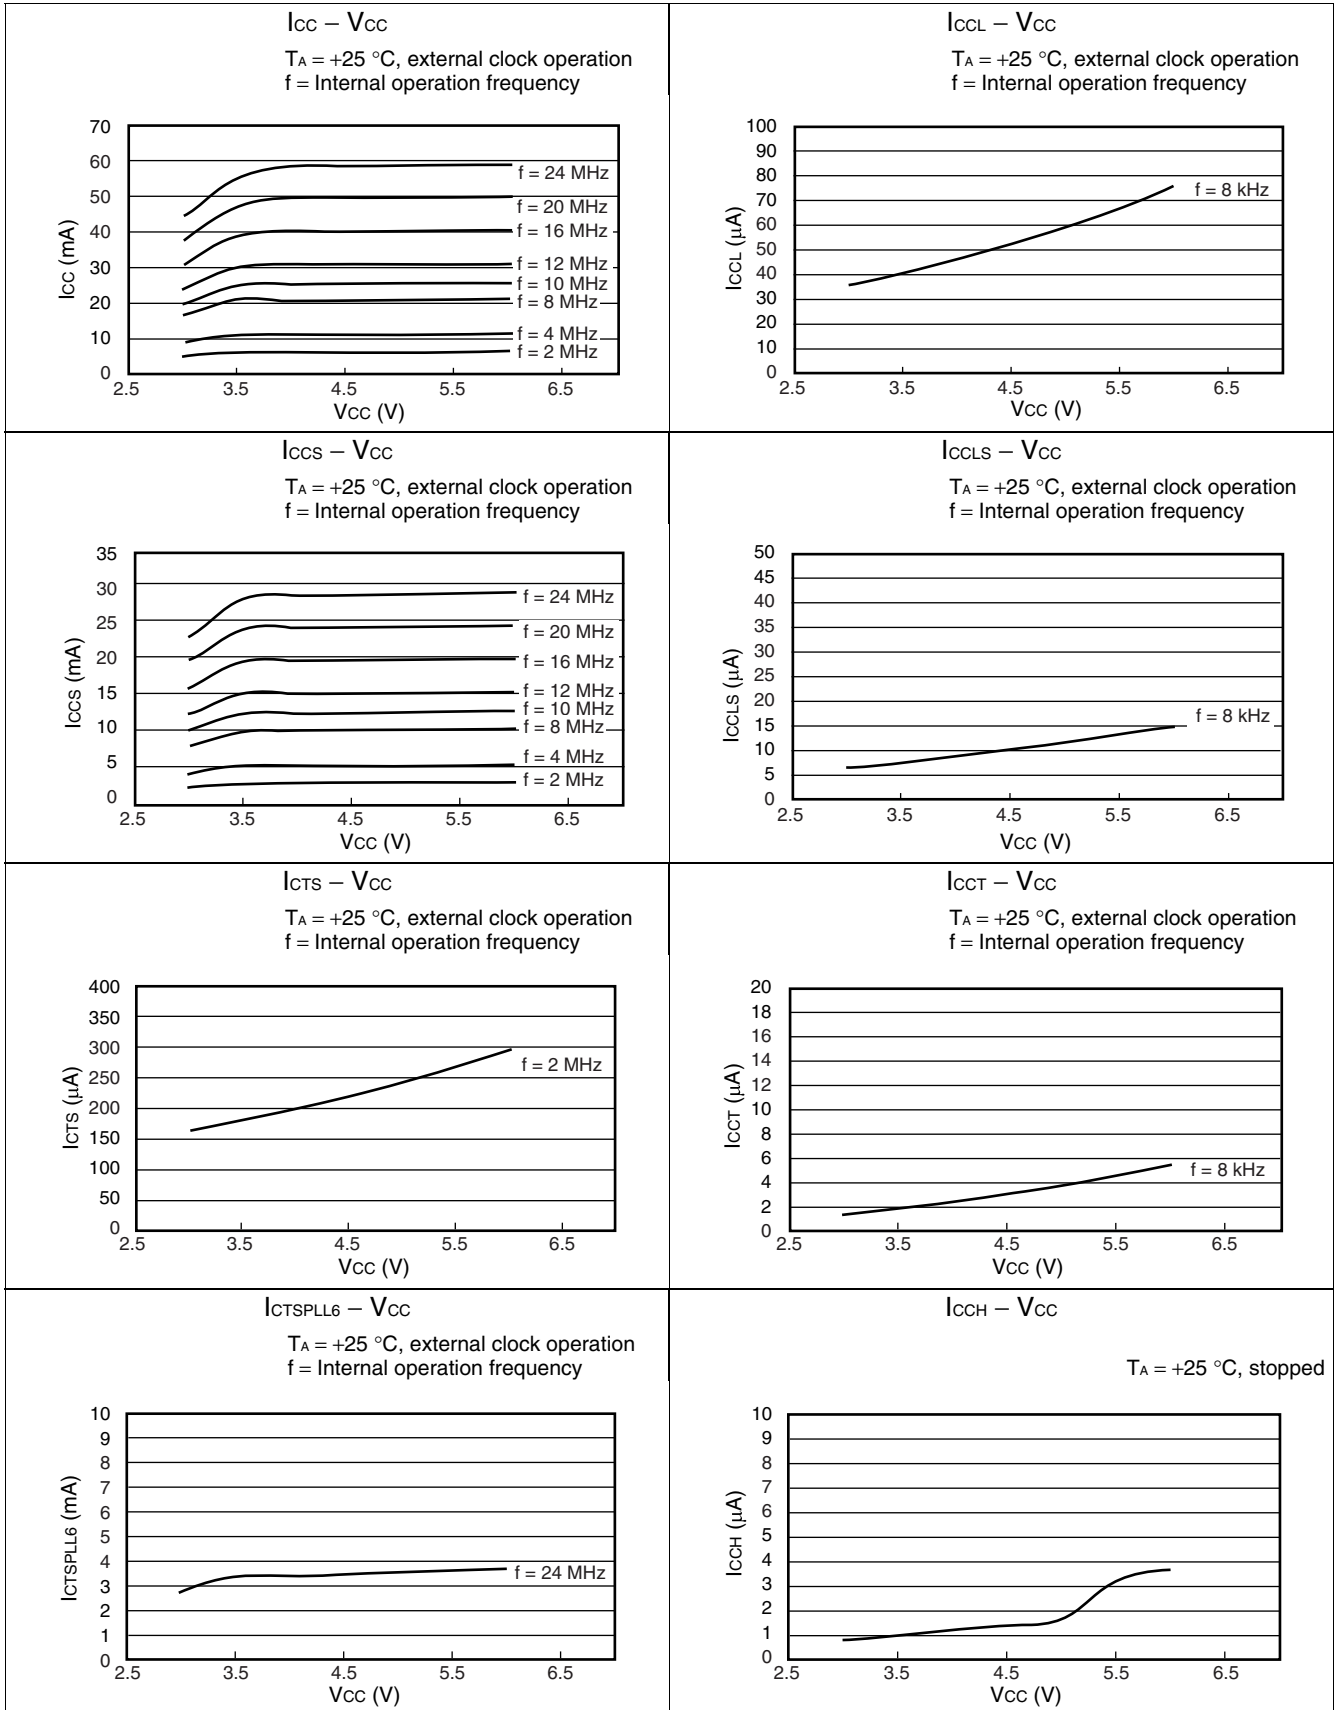 ICC – VCC
TA = +25 °C, external clock operation
f = Internal operation frequency
70
60
50
40
30
20
10
0
ICC (mA)
f = 24 MHz
f = 20 MHz
f = 16 MHz
f = 12 MHz
f = 10 MHz
f = 8 MHz
f = 4 MHz
f = 2 MHz
2.5 3.5 4.5 5.5 6.5
VCC (V)
ICCL – VCC
TA = +25 °C, external clock operation
f = Internal operation frequency
100
90
80
70
60
50
40
30
20
10
0
ICCL (μA)
f = 8 kHz
2.5 3.5 4.5 5.5 6.5
VCC (V)
ICCS – VCC
TA = +25 °C, external clock operation
f = Internal operation frequency
35
30
25
20
15
10
5
0
ICCS (mA)
f = 24 MHz
f = 20 MHz
f = 16 MHz
f = 12 MHz
f = 10 MHz
f = 8 MHz
f = 4 MHz
f = 2 MHz
2.5 3.5 4.5 5.5 6.5
VCC (V)
ICCLS – VCC
TA = +25 °C, external clock operation
f = Internal operation frequency
50
45
40
35
30
25
20
15
10
5
0
ICCLS (μA)
f = 8 kHz
2.5 3.5 4.5 5.5 6.5
VCC (V)
ICTS – VCC
TA = +25 °C, external clock operation
f = Internal operation frequency
400
350
300
250
200
150
100
50
0
ICTS (μA)
f = 2 MHz
2.5 3.5 4.5 5.5 6.5
VCC (V)
ICCT – VCC
TA = +25 °C, external clock operation
f = Internal operation frequency
20
18
16
14
12
10
8
6
4
2
0
ICCT (μA)
f = 8 kHz
2.5 3.5 4.5 5.5 6.5
VCC (V)
ICTSPLL6 – VCC
TA = +25 °C, external clock operation
f = Internal operation frequency
10
9
8
7
6
5
4
3
2
1
0
ICTSPLL6 (mA)
f = 24 MHz
2.5 3.5 4.5 5.5 6.5
VCC (V)
ICCH – VCC
TA = +25 °C, stopped
10
9
8
7
6
5
4
3
2
1
0
ICCH (μA)
2.5 3.5 4.5 5.5 6.5
VCC (V)